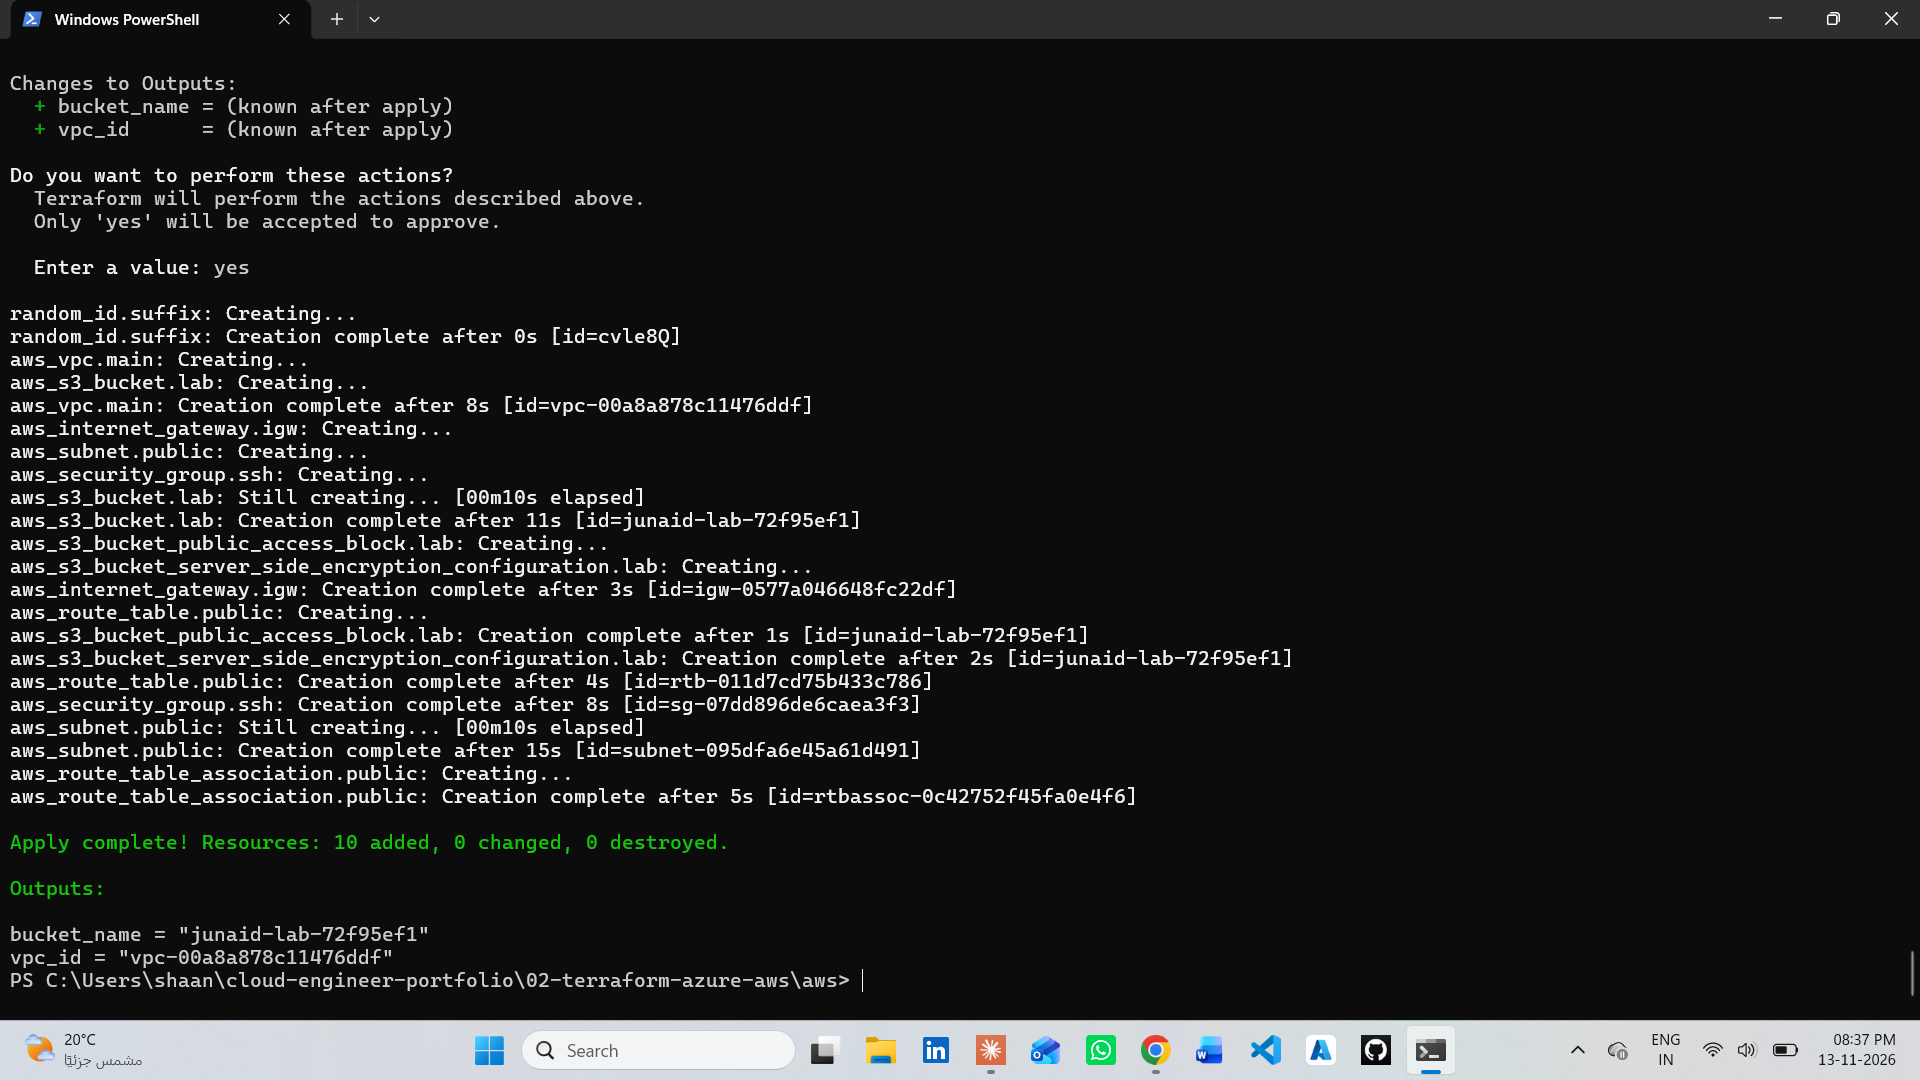 Windows PowerShell
Changes to Outputs:
+ bucket_name = (known after apply)
+ vpc_id      = (known after apply)
Do you want to perform these actions?
Terraform will perform the actions described above.
Only 'yes' will be accepted to approve.
Enter a value: yes
random_id.suffix: Creating...
random_id.suffix: Creation complete after 0s [id=cvle8Q]
aws_vpc.main: Creating...
aws_s3_bucket.lab: Creating...
aws_vpc.main: Creation complete after 8s [id=vpc-00a8a878c11476ddf]
aws_internet_gateway.igw: Creating...
aws_subnet.public: Creating...
aws_security_group.ssh: Creating...
aws_s3_bucket.lab: Still creating... [00m10s elapsed]
aws_s3_bucket.lab: Creation complete after 11s [id=junaid-lab-72f95ef1]
aws_s3_bucket_public_access_block.lab: Creating...
aws_s3_bucket_server_side_encryption_configuration.lab: Creating...
aws_internet_gateway.igw: Creation complete after 3s [id=igw-0577a046648fc22df]
aws_route_table.public: Creating...
aws_s3_bucket_public_access_block.lab: Creation complete after 1s [id=junaid-lab-72f95ef1]
aws_s3_bucket_server_side_encryption_configuration.lab: Creation complete after 2s [id=junaid-lab-72f95ef1]
aws_route_table.public: Creation complete after 4s [id=rtb-011d7cd75b433c786]
aws_security_group.ssh: Creation complete after 8s [id=sg-07dd896de6caea3f3]
aws_subnet.public: Still creating... [00m10s elapsed]
aws_subnet.public: Creation complete after 15s [id=subnet-095dfa6e45a61d491]
aws_route_table_association.public: Creating...
aws_route_table_association.public: Creation complete after 5s [id=rtbassoc-0c42752f45fa0e4f6]
Apply complete! Resources: 10 added, 0 changed, 0 destroyed.
Outputs:
bucket_name = "junaid-lab-72f95ef1"
vpc_id = "vpc-00a8a878c11476ddf"
PS C:\Users\shaan\cloud-engineer-portfolio\02-terraform-azure-aws\aws>
20°C
مشمس جزئيًا
Search
ENG
IN
08:37 PM
13-11-2026